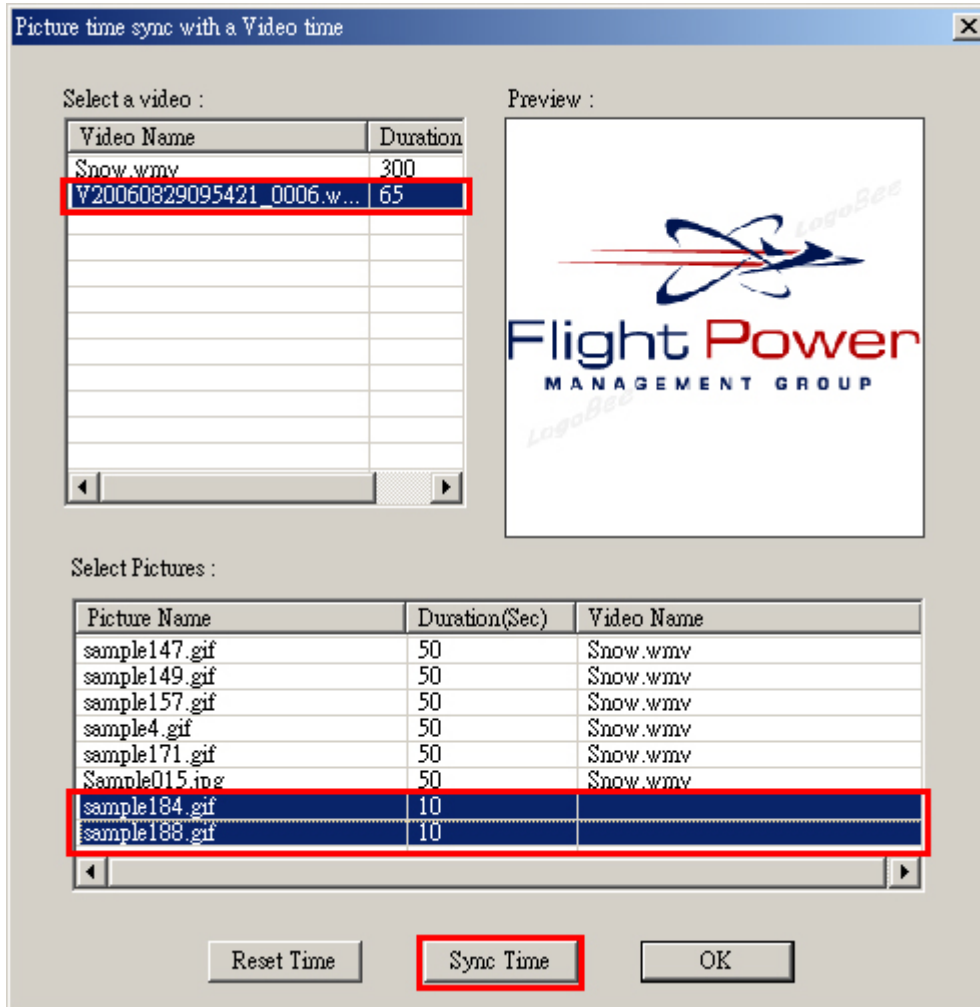 Picture time sync with a Video time
Select a video :
Video Name Duration
Snow.wmv 300
V20060829095421_0006.w... 65
Preview :
LogoBee
Flight Power
MANAGEMENT GROUP
LogoBee
Select Pictures :
Picture Name Duration(Sec) Video Name
sample147.gif 50 Snow.wmv
sample149.gif 50 Snow.wmv
sample157.gif 50 Snow.wmv
sample4.gif 50 Snow.wmv
sample171.gif 50 Snow.wmv
Sample015.jpg 50 Snow.wmv
sample184.gif 10
sample188.gif 10
Reset Time Sync Time OK